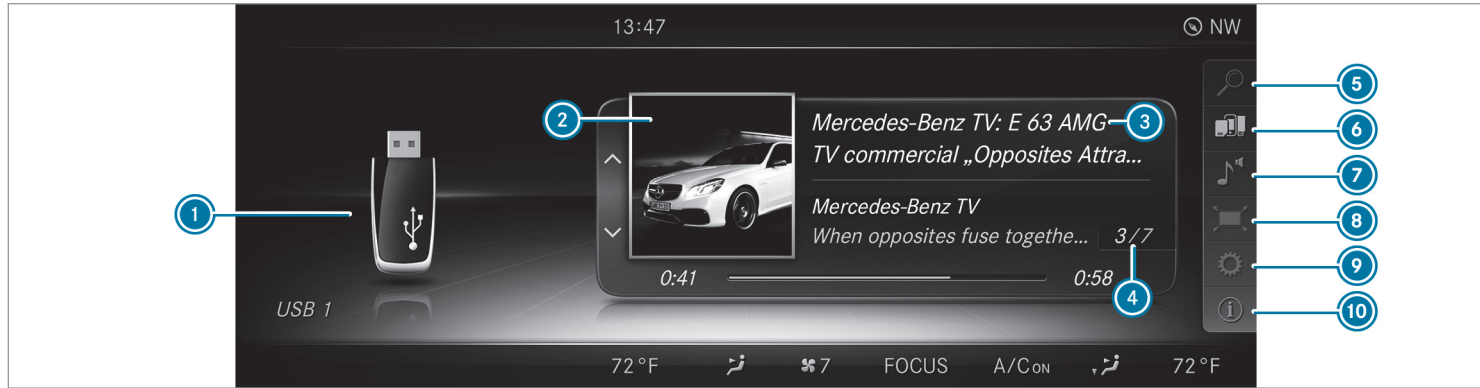 13:47
NW
5
2
Mercedes-Benz TV: E 63 AMG
3
6
TV commercial „Opposites Attra...
7
1
Mercedes-Benz TV
8
When opposites fuse togethe...
3/7
9
0:41
0:58
4
10
USB 1
72°F
7
FOCUS
A/C ON
72°F